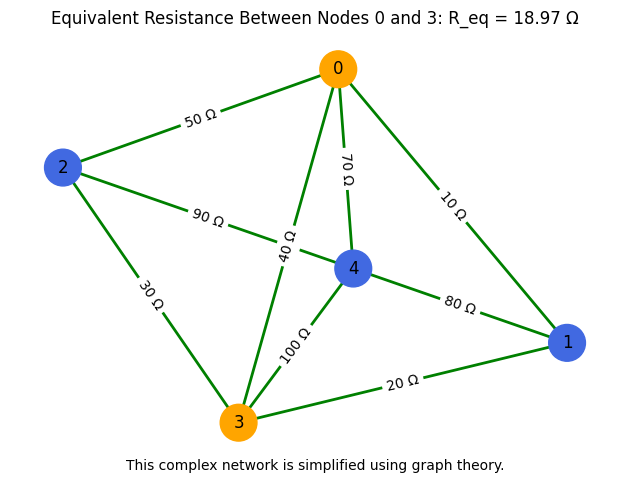 Equivalent Resistance Between Nodes 0 and 3: R_eq = 18.97 Ω
0
50 Ω
70 Ω
2
10 Ω
90 Ω
40 Ω
4
30 Ω
80 Ω
100 Ω
1
20 Ω
3
This complex network is simplified using graph theory.